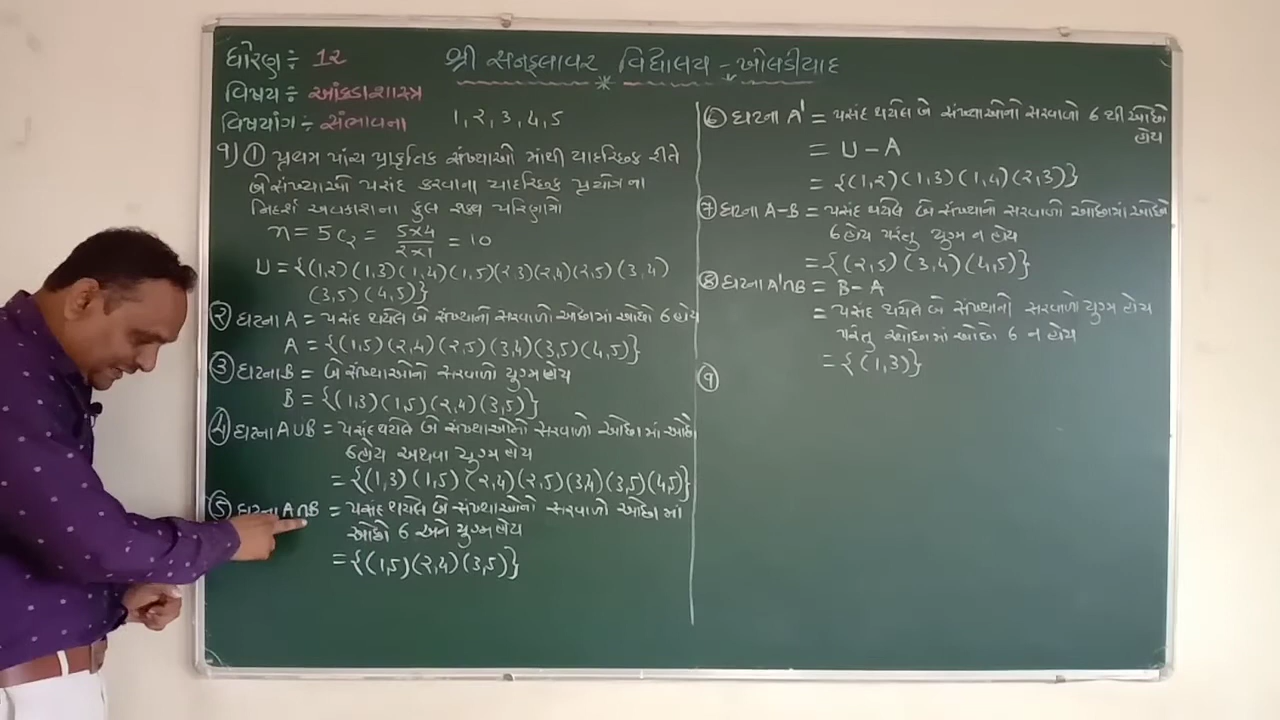 ધોરણ ÷ 12
શ્રી સનફ્લાવર વિદ્યાલય - ખોલડીયાદ
વિષય ÷ આંકડાશાસ્ત્ર
વિષયાંગ ÷ સંભાવના
1, 2, 3, 4, 5
૧) ① પ્રથમ પાંચ પ્રાકૃતિક સંખ્યાઓ માંથી યાદચ્છિક રીતે
બે સંખ્યાઓ પસંદ કરવાના યાદચ્છિક પ્રયોગ ના
નિદર્શ અવકાશના કુલ શક્ય પરિણામો
n = 5c₂ = 5×4 / 2×1 = 10
U = {(1,2) (1,3) (1,4) (1,5) (2,3) (2,4) (2,5) (3,4)
(3,5) (4,5)}
② ઘટના A = પસંદ થયેલ બે સંખ્યાની સરવાળો ઓછામાં ઓછો 6 હોય
A = {(1,5) (2,4) (2,5) (3,4) (3,5) (4,5)}
③ ઘટના B = બે સંખ્યાઓનો સરવાળો યુગ્મ હોય
B = {(1,3) (1,5) (2,4) (3,5)}
④ ઘટના A∪B = પસંદ થયેલ બે સંખ્યાઓનો સરવાળો ઓછામાં ઓછો
6 હોય અથવા યુગ્મ હોય
= {(1,3) (1,5) (2,4) (2,5) (3,4) (3,5) (4,5)}
⑤ ઘટના A∩B = પસંદ થયેલ બે સંખ્યાઓનો સરવાળો ઓછામાં
ઓછો 6 અને યુગ્મ હોય
= {(1,5) (2,4) (3,5)}
⑥ ઘટના A' = પસંદ થયેલ બે સંખ્યાઓનો સરવાળો 6 થી ઓછો
હોય
= U - A
= {(1,2) (1,3) (1,4) (2,3)}
⑦ ઘટના A-B = પસંદ થયેલ બે સંખ્યાનો સરવાળો ઓછામાં ઓછો
6 હોય પરંતુ યુગ્મ ન હોય
= {(2,5) (3,4) (4,5)}
⑧ ઘટના A'∩B = B - A
= પસંદ થયેલ બે સંખ્યાનો સરવાળો યુગ્મ હોય
પરંતુ ઓછામાં ઓછો 6 ન હોય
= {(1,3)}
⑨